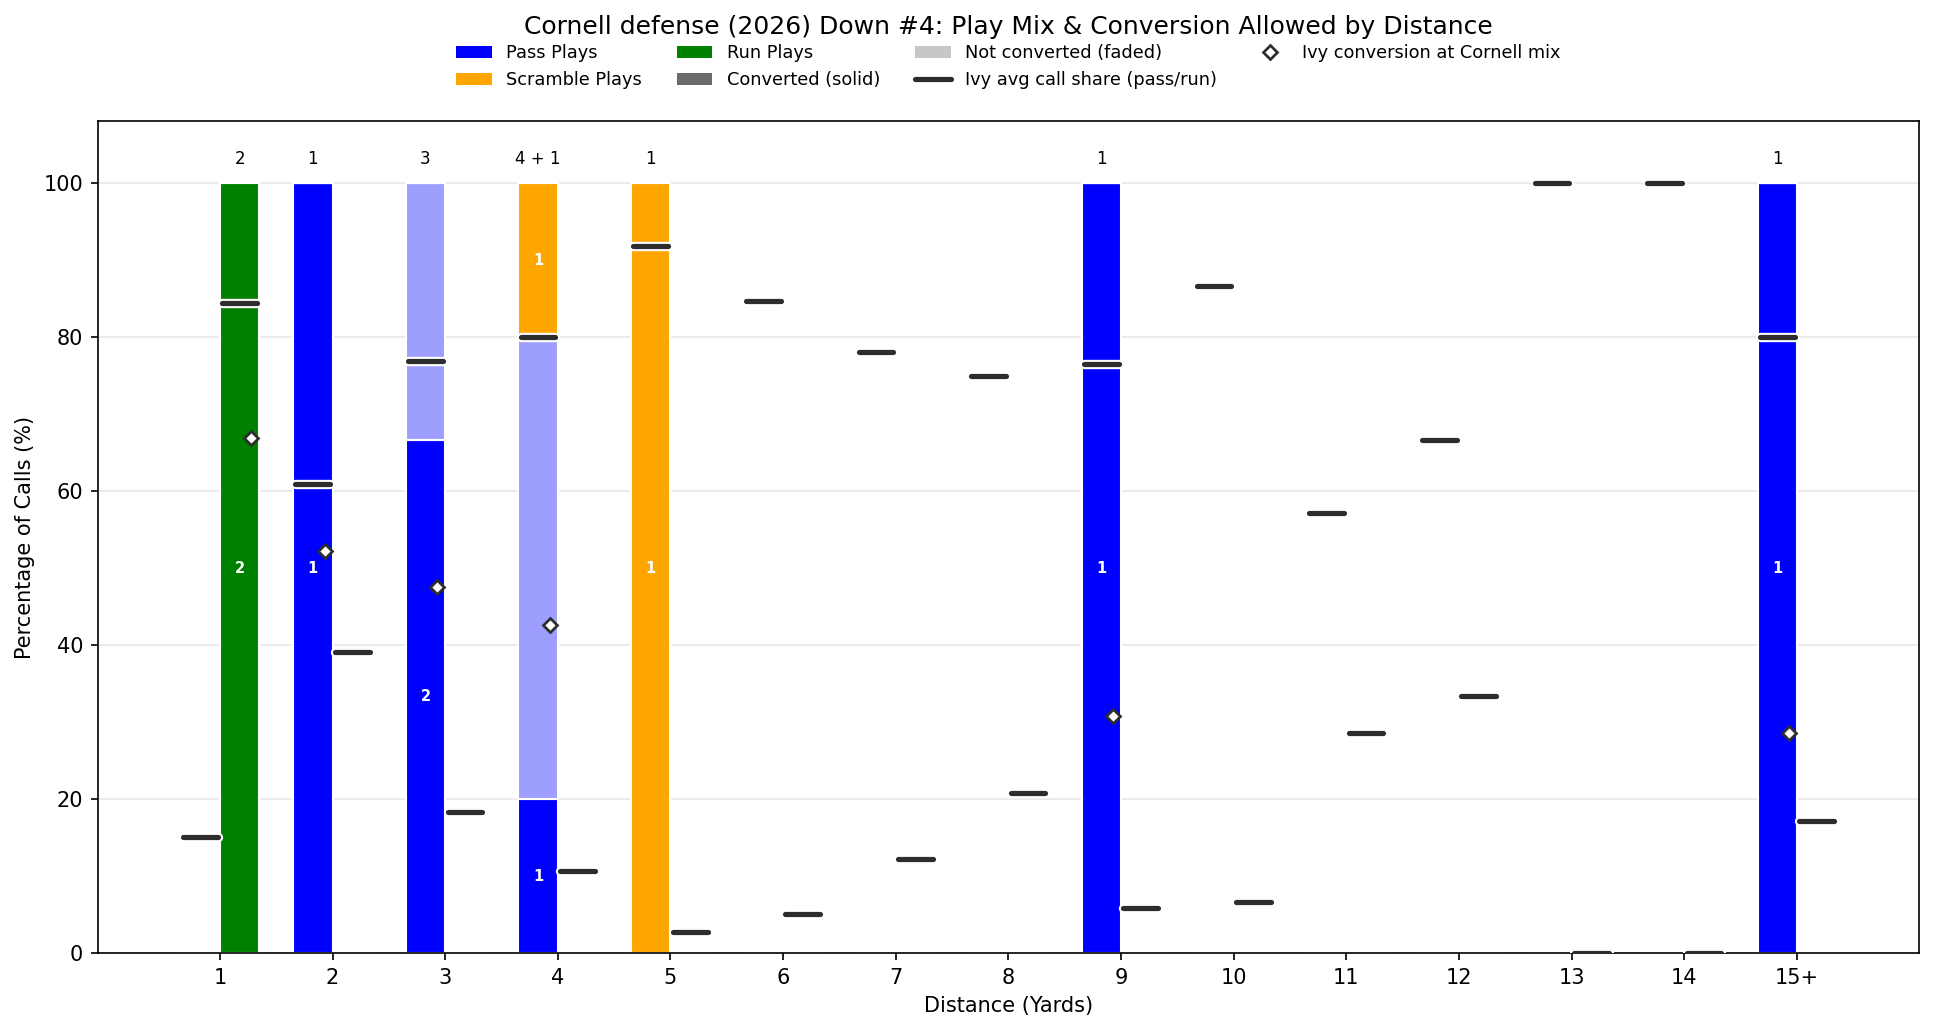 Cornell defense (2026) Down #4: Play Mix & Conversion Allowed by Distance
Pass Plays
Scramble Plays
Run Plays
Converted (solid)
Not converted (faded)
Ivy avg call share (pass/run)
Ivy conversion at Cornell mix
2 1 3 4 + 1 1 1 1
100
80
60
40
20
0
Percentage of Calls (%)
1
2 1 1 1 1
2
1
1 2 3 4 5 6 7 8 9 10 11 12 13 14 15+
Distance (Yards)